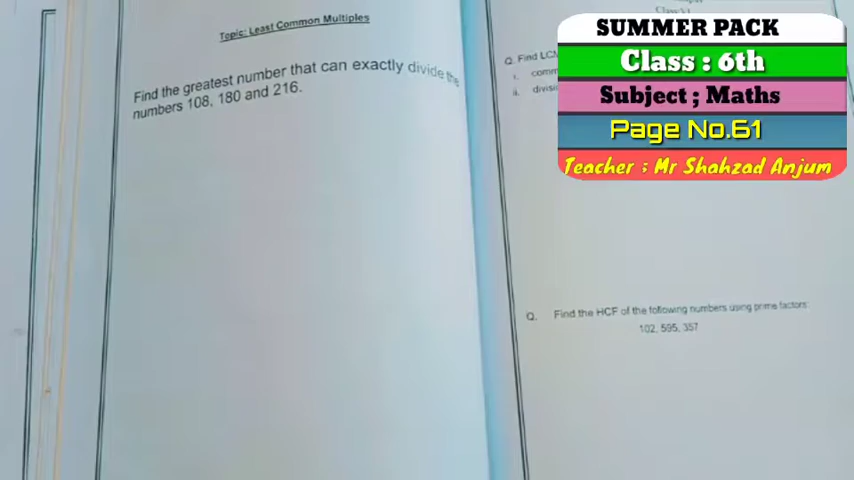 Topic: Least Common Multiples
Find the greatest number that can exactly divide the
numbers 108, 180 and 216.
Q. Find LCM
i.
ii.
Q. Find the HCF of the following numbers using prime factors:
102, 595, 357
SUMMER PACK
Class : 6th
Subject ; Maths
Page No.61
Teacher ; Mr Shahzad Anjum